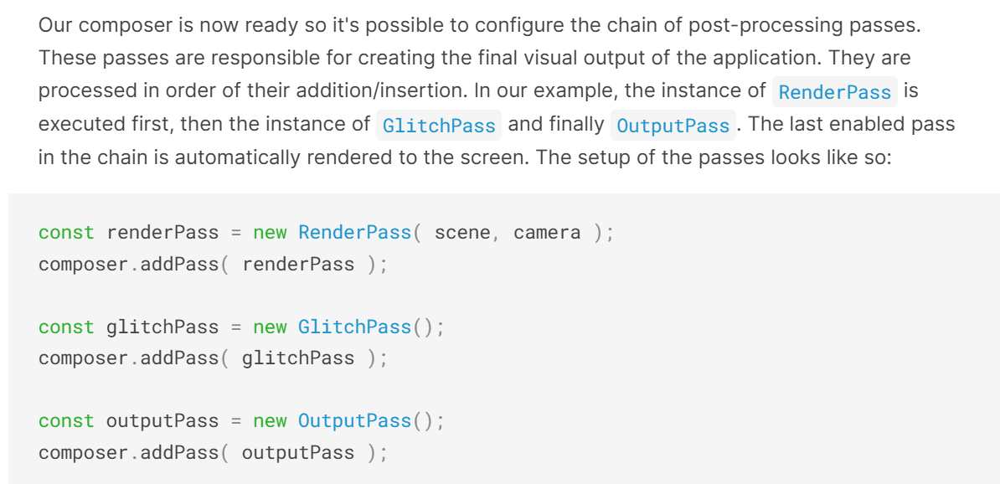 Our composer is now ready so it's possible to configure the chain of post-processing passes.
These passes are responsible for creating the final visual output of the application. They are
processed in order of their addition/insertion. In our example, the instance of RenderPass is
executed first, then the instance of GlitchPass and finally OutputPass. The last enabled pass
in the chain is automatically rendered to the screen. The setup of the passes looks like so:
const renderPass = new RenderPass( scene, camera );
composer.addPass( renderPass );
const glitchPass = new GlitchPass();
composer.addPass( glitchPass );
const outputPass = new OutputPass();
composer.addPass( outputPass );